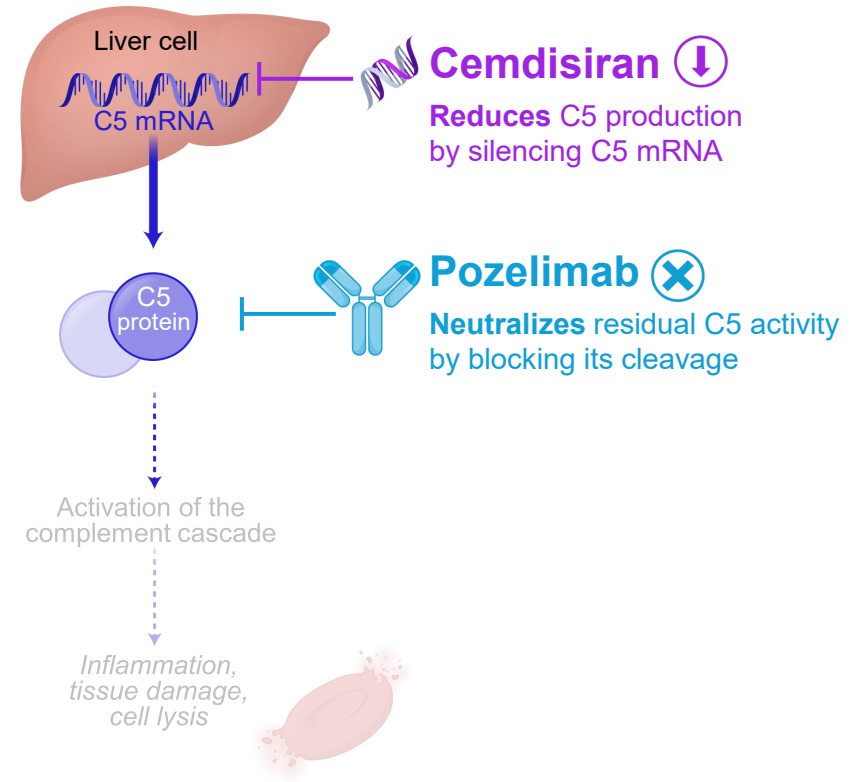 Liver cell
C5 mRNA
Cemdisiran
Reduces C5 production
by silencing C5 mRNA
C5
protein
Pozelimab
Neutralizes residual C5 activity
by blocking its cleavage
Activation of the
complement cascade
Inflammation,
tissue damage,
cell lysis